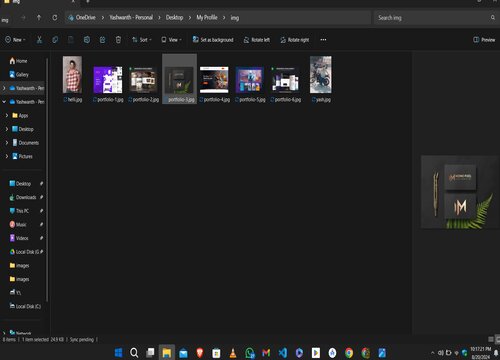 img
img
OneDrive > Yashwanth - Personal > Desktop > My Profile > img
Search img
New
Sort
View
Set as background
Rotate left
Rotate right
Preview
Home
Gallery
Yashwanth - Personal
Yashwanth - Personal
Apps
Desktop
Documents
Pictures
Desktop
Downloads
This PC
Music
Videos
Local Disk (G
images
images
Y:\
Local Disk (C:)
Network
portfolio-1.jpg
portfolio-2.jpg
portfolio-3.jpg
portfolio-4.jpg
portfolio-5.jpg
portfolio-6.jpg
yash.jpg
8 items
1 item selected 24.9 KB
Sync pending
10:17:21 PM
8/20/2024